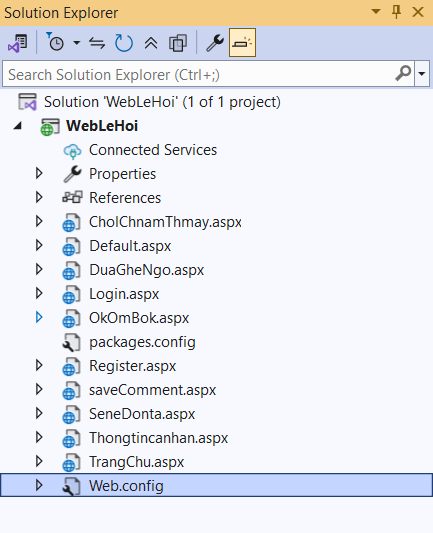 Solution Explorer
Search Solution Explorer (Ctrl+;)
Solution 'WebLeHoi' (1 of 1 project)
WebLeHoi
Connected Services
Properties
References
CholChnamThmay.aspx
Default.aspx
DuaGheNgo.aspx
Login.aspx
OkOmBok.aspx
packages.config
Register.aspx
saveComment.aspx
SeneDonta.aspx
Thongtincanhan.aspx
TrangChu.aspx
Web.config